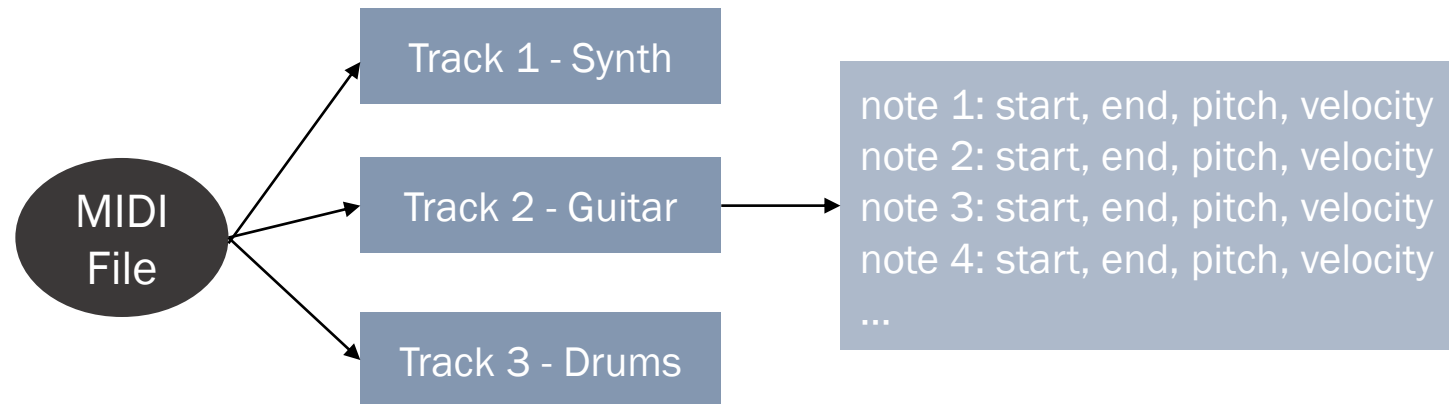 MIDI
File
Track 1 - Synth
Track 2 - Guitar
Track 3 - Drums
note 1: start, end, pitch, velocity
note 2: start, end, pitch, velocity
note 3: start, end, pitch, velocity
note 4: start, end, pitch, velocity
...